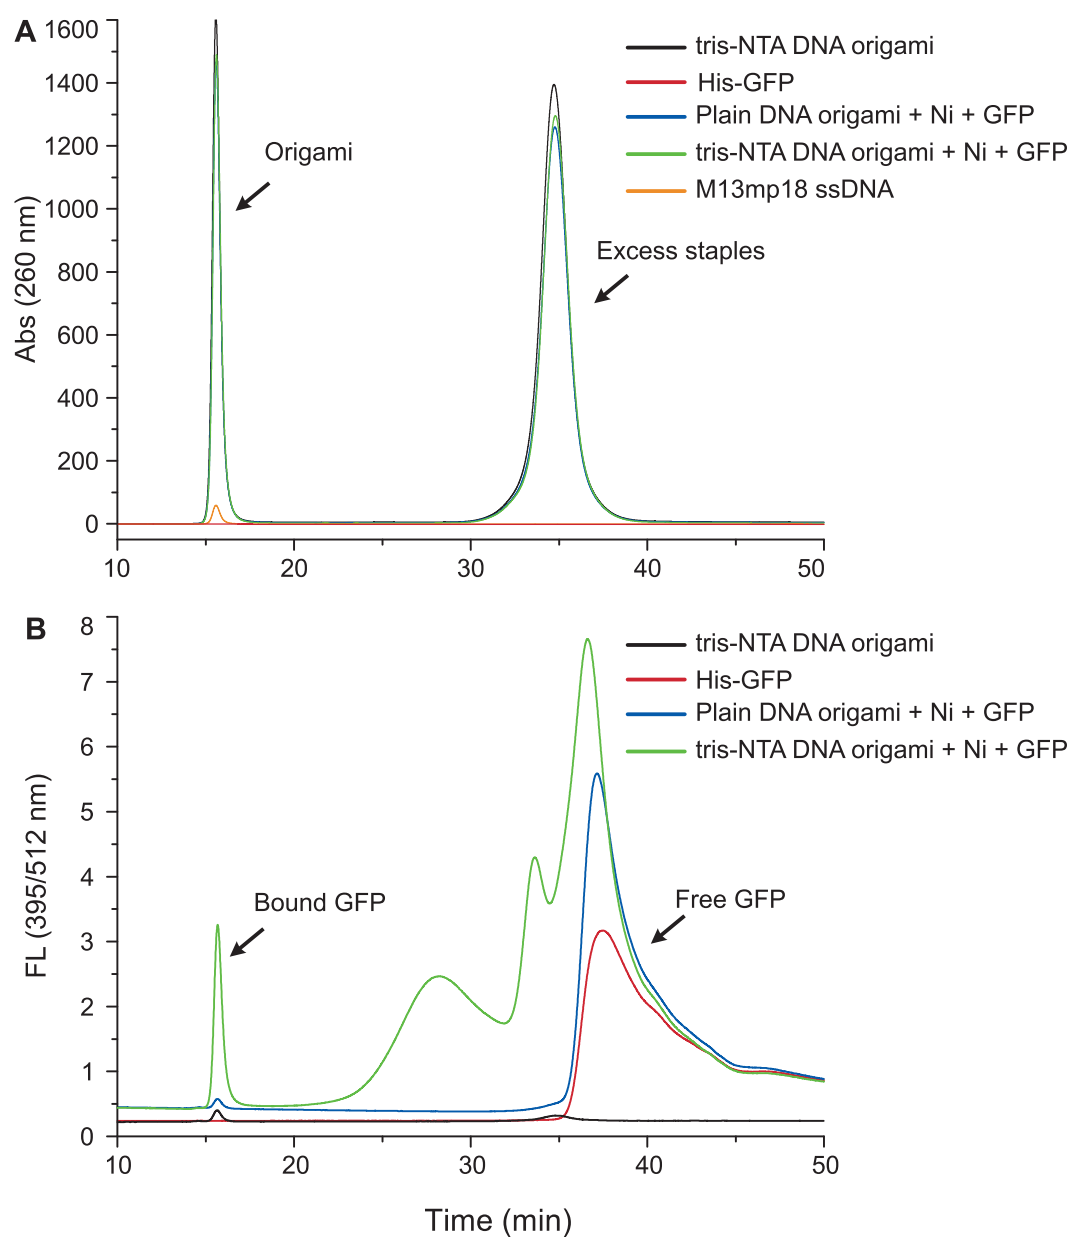 A
1600
1400
1200
1000
800
600
400
200
0
Abs (260 nm)
10
20
30
40
50
Origami
Excess staples
tris-NTA DNA origami
His-GFP
Plain DNA origami + Ni + GFP
tris-NTA DNA origami + Ni + GFP
M13mp18 ssDNA
B
8
7
6
5
4
3
2
1
0
FL (395/512 nm)
10
20
30
40
50
Bound GFP
Free GFP
tris-NTA DNA origami
His-GFP
Plain DNA origami + Ni + GFP
tris-NTA DNA origami + Ni + GFP
Time (min)